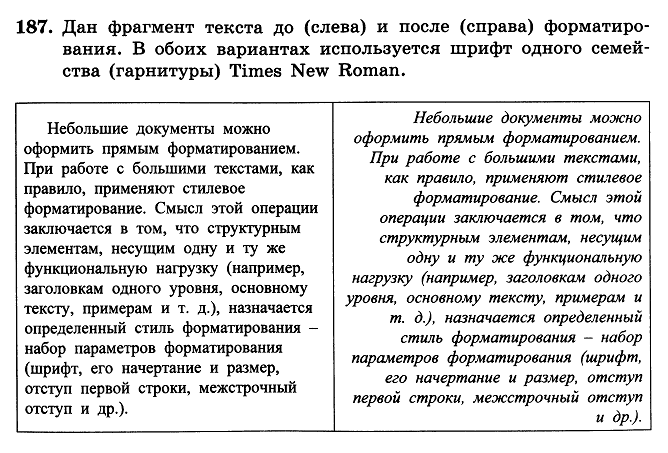 187. Дан фрагмент текста до (слева) и после (справа) форматиро-
вания. В обоих вариантах используется шрифт одного семей-
ства (гарнитуры) Times New Roman.
Небольшие документы можно
оформить прямым форматированием.
При работе с большими текстами, как
правило, применяют стилевое
форматирование. Смысл этой операции
заключается в том, что структурным
элементам, несущим одну и ту же
функциональную нагрузку (например,
заголовкам одного уровня, основному
тексту, примерам и т. д.), назначается
определенный стиль форматирования –
набор параметров форматирования
(шрифт, его начертание и размер,
отступ первой строки, межстрочный
отступ и др.).
Небольшие документы можно
оформить прямым форматированием.
При работе с большими текстами,
как правило, применяют стилевое
форматирование. Смысл этой
операции заключается в том, что
структурным элементам, несущим
одну и ту же функциональную
нагрузку (например, заголовкам одного
уровня, основному тексту, примерам и
т. д.), назначается определенный
стиль форматирования – набор
параметров форматирования (шрифт,
его начертание и размер, отступ
первой строки, межстрочный отступ
и др.).